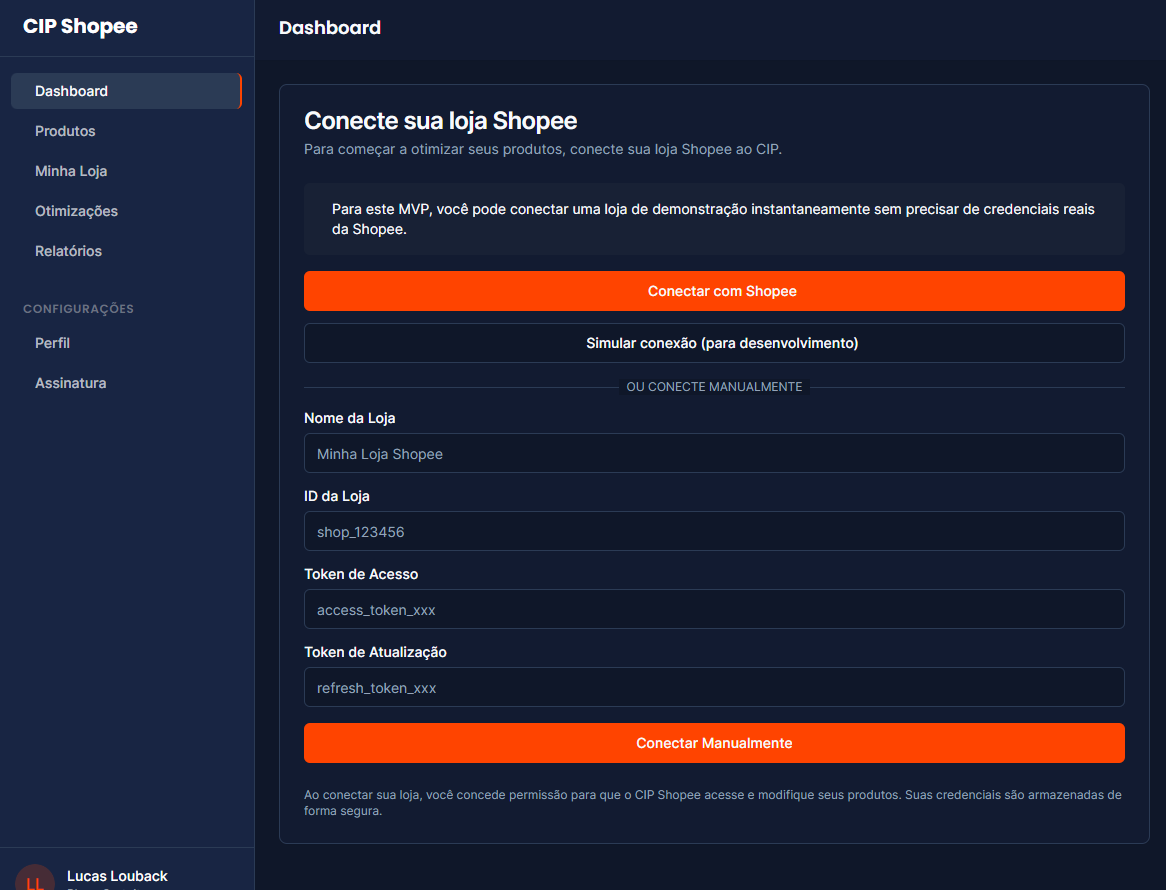 CIP Shopee
Dashboard
Produtos
Minha Loja
Otimizações
Relatórios
CONFIGURAÇÕES
Perfil
Assinatura
Lucas Louback
LL
Dashboard
Conecte sua loja Shopee
Para começar a otimizar seus produtos, conecte sua loja Shopee ao CIP.
Para este MVP, você pode conectar uma loja de demonstração instantaneamente sem precisar de credenciais reais
da Shopee.
Conectar com Shopee
Simular conexão (para desenvolvimento)
OU CONECTE MANUALMENTE
Nome da Loja
Minha Loja Shopee
ID da Loja
shop_123456
Token de Acesso
access_token_xxx
Token de Atualização
refresh_token_xxx
Conectar Manualmente
Ao conectar sua loja, você concede permissão para que o CIP Shopee acesse e modifique seus produtos. Suas credenciais são armazenadas de
forma segura.